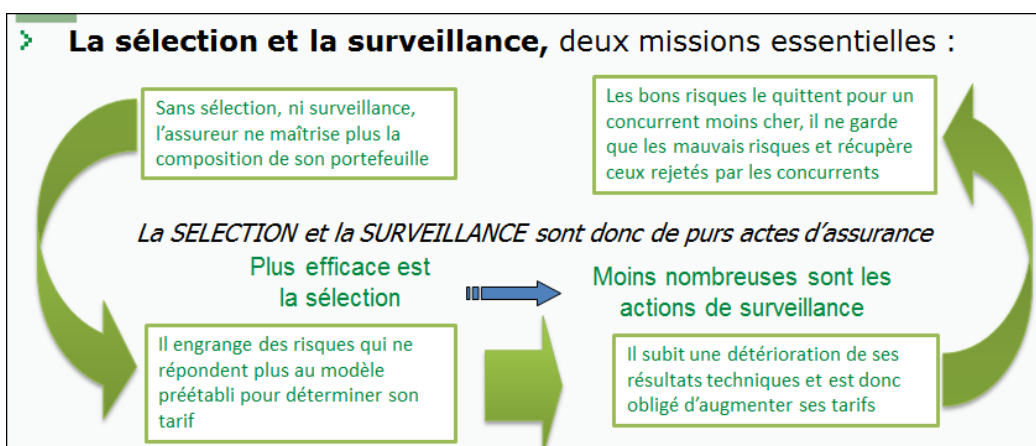 La sélection et la surveillance, deux missions essentielles :
Sans sélection, ni surveillance,
l'assureur ne maîtrise plus la
composition de son portefeuille
Les bons risques le quittent pour un
concurrent moins cher, il ne garde
que les mauvais risques et récupère
ceux rejetés par les concurrents
La SELECTION et la SURVEILLANCE sont donc de purs actes d'assurance
Plus efficace est
la sélection
Moins nombreuses sont les
actions de surveillance
Il engrange des risques qui ne
répondent plus au modèle
préétabli pour déterminer son
tarif
Il subit une détérioration de ses
résultats techniques et est donc
obligé d'augmenter ses tarifs